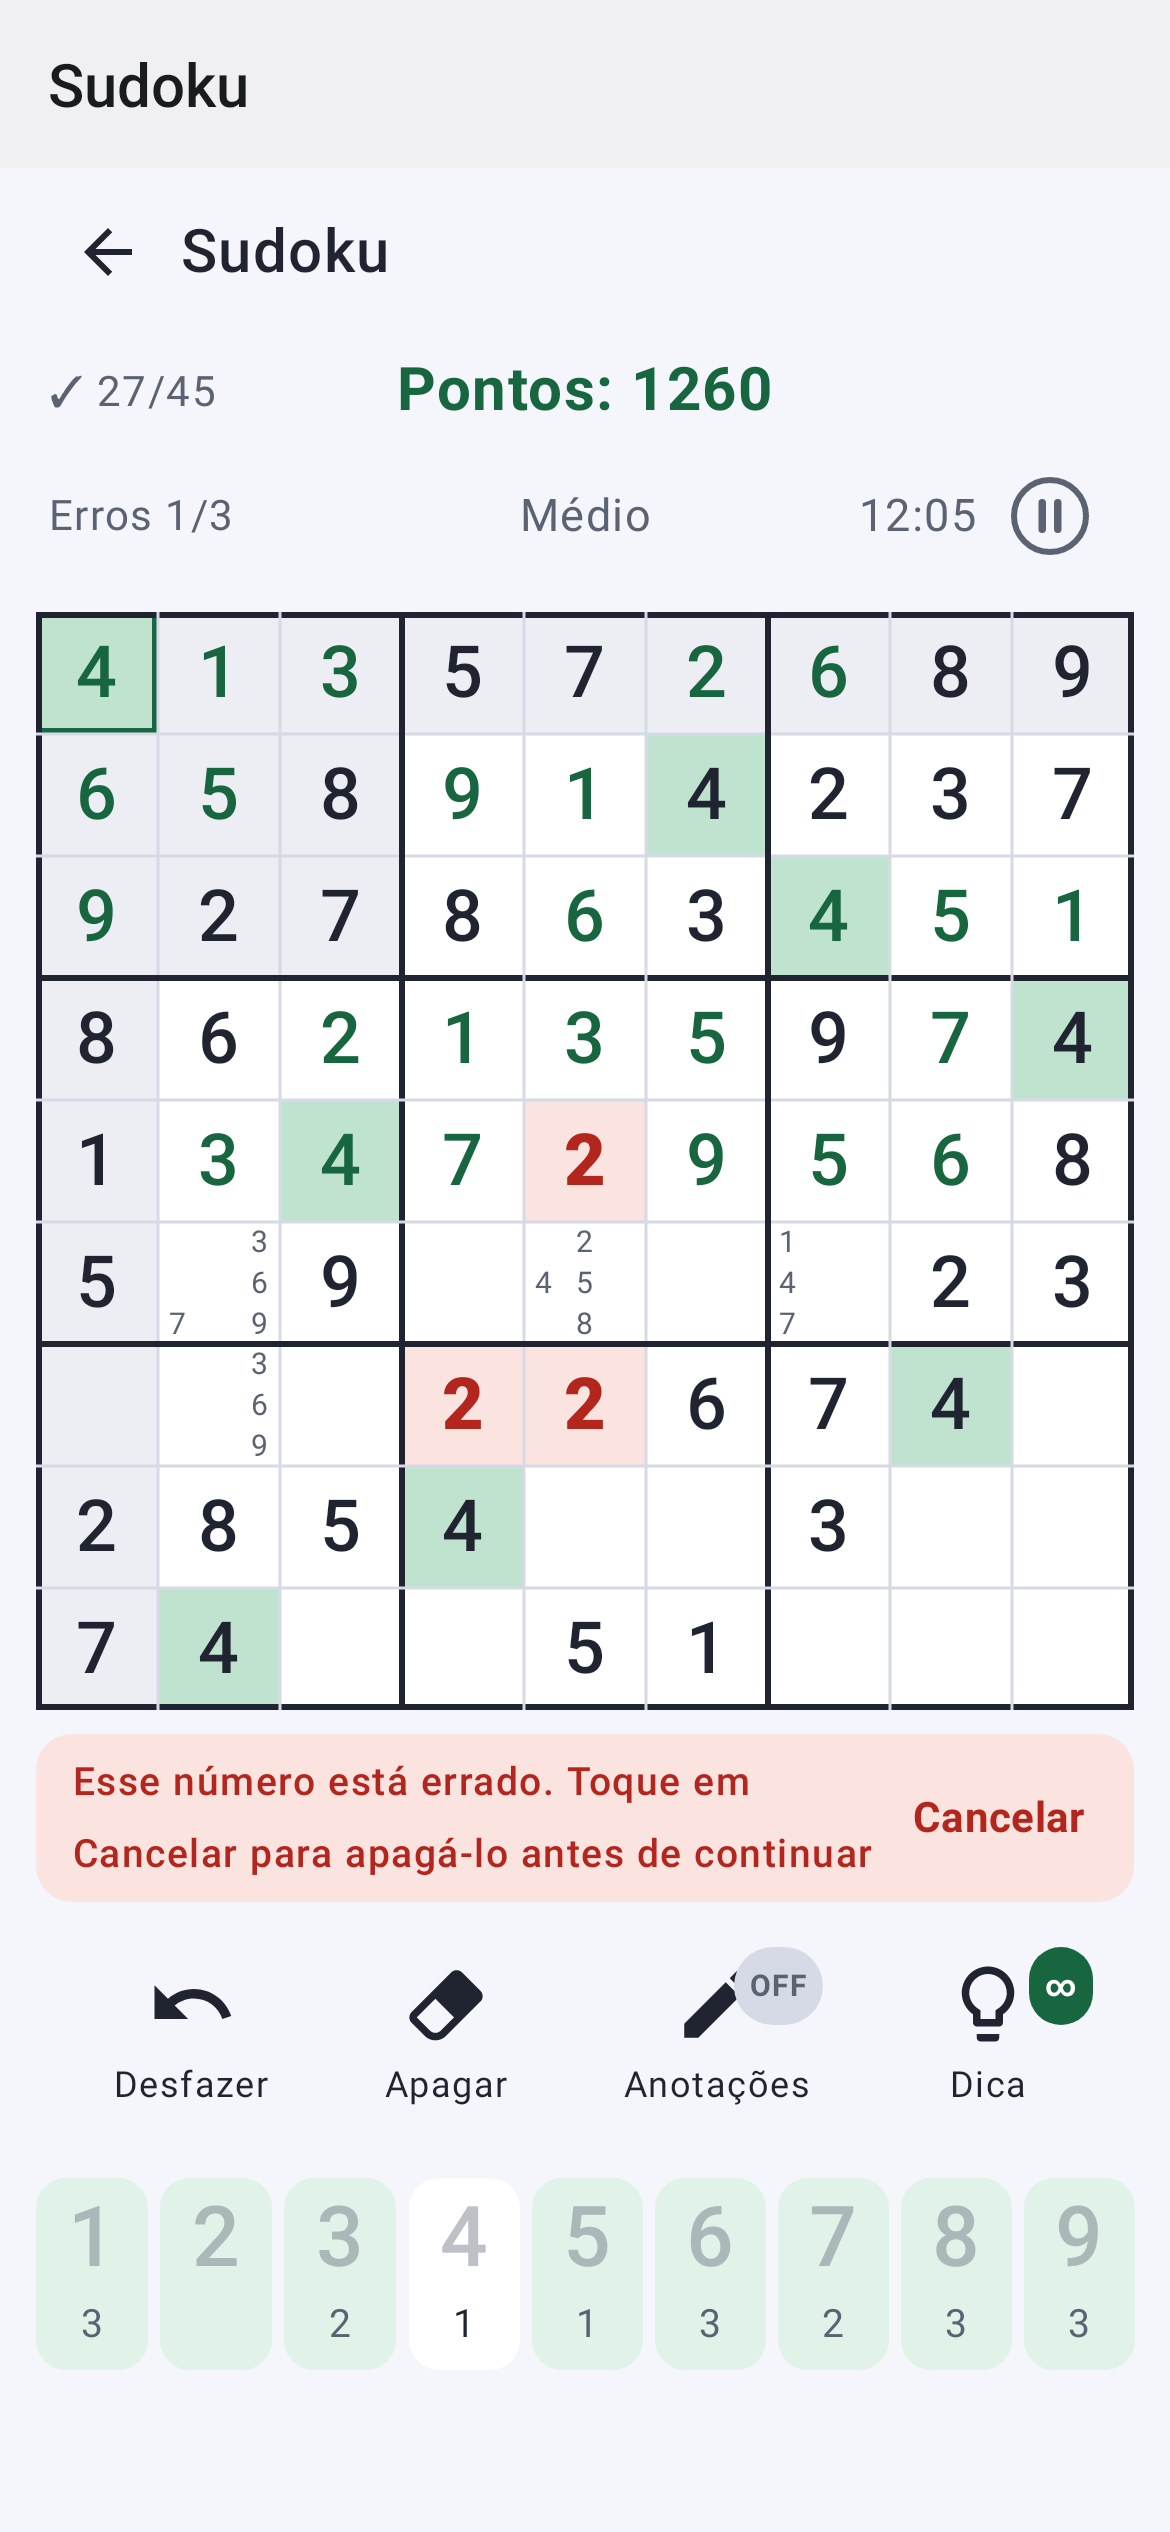 Sudoku
Sudoku
✓ 27/45 Pontos: 1260
Erros 1/3 Médio 12:05
4 1 3 5 7 2 6 8 9
6 5 8 9 1 4 2 3 7
9 2 7 8 6 3 4 5 1
8 6 2 1 3 5 9 7 4
1 3 4 7 2 9 5 6 8
3 2 1
5 6 9 4 5 4 2 3
7 9 8 7
3
6 2 2 6 7 4
9
2 8 5 4 3
7 4 5 1
Esse número está errado. Toque em
Cancelar para apagá-lo antes de continuar
Cancelar
OFF ∞
Desfazer Apagar Anotações Dica
1 2 3 4 5 6 7 8 9
3 2 1 1 3 2 3 3